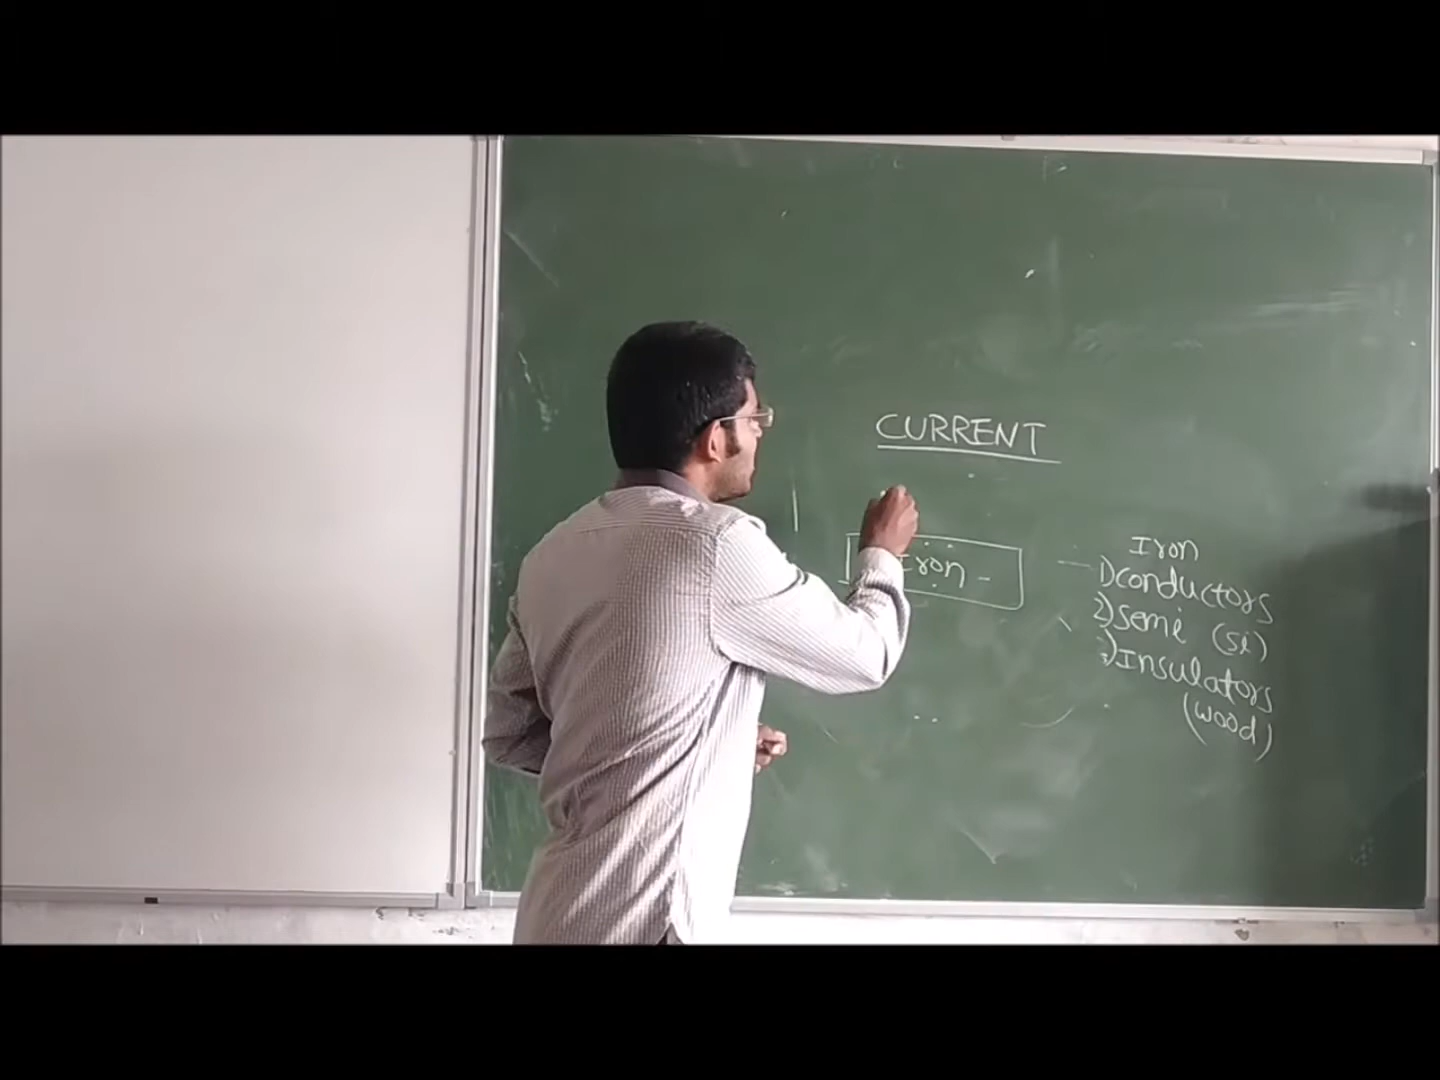 CURRENT
Iron -
Iron
1) conductors
2) semi (si)
3) Insulators
(wood)